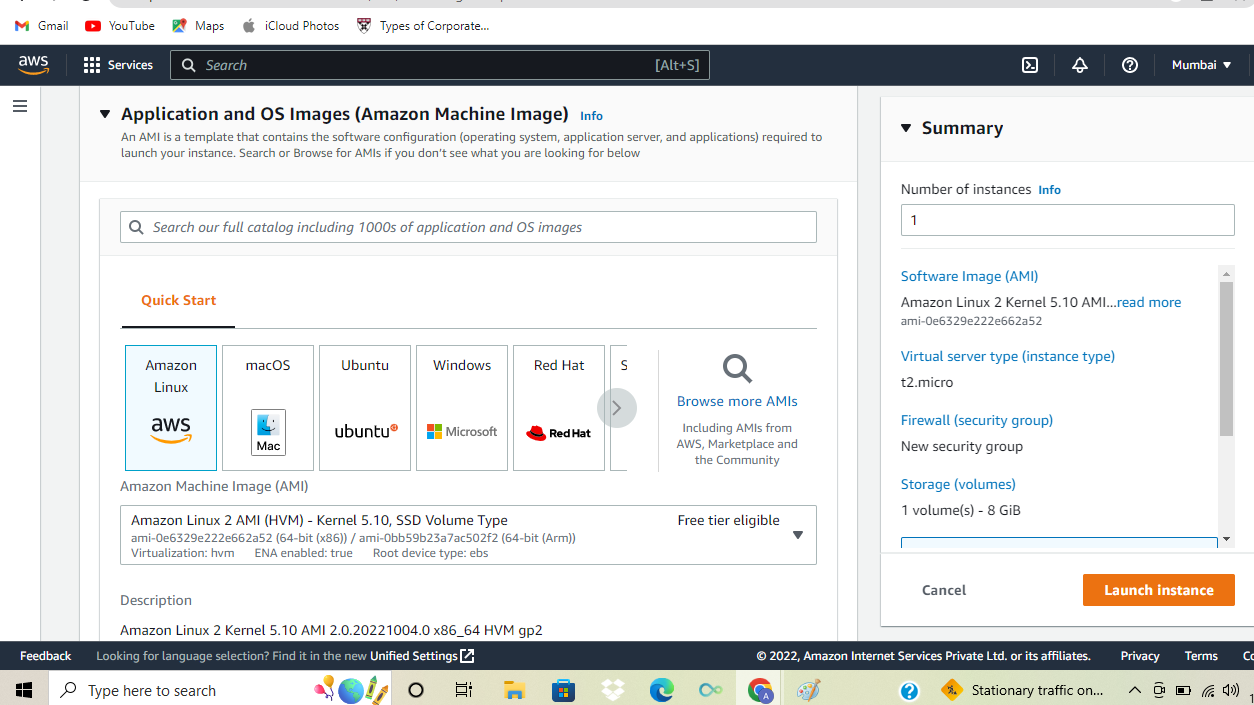 Gmail
YouTube
Maps
iCloud Photos
Types of Corporate...
aws
Services
Search
[Alt+S]
Mumbai
Application and OS Images (Amazon Machine Image) Info
An AMI is a template that contains the software configuration (operating system, application server, and applications) required to
launch your instance. Search or Browse for AMIs if you don't see what you are looking for below
Search our full catalog including 1000s of application and OS images
Quick Start
Amazon
Linux
aws
macOS
Mac
Ubuntu
ubuntu
Windows
Microsoft
Red Hat
Red Hat
S
Browse more AMIs
Including AMIs from
AWS, Marketplace and
the Community
Amazon Machine Image (AMI)
Amazon Linux 2 AMI (HVM) - Kernel 5.10, SSD Volume Type
Free tier eligible
ami-0e6329e222e662a52 (64-bit (x86)) / ami-0bb59b23a7ac502f2 (64-bit (Arm))
Virtualization: hvm ENA enabled: true Root device type: ebs
Description
Amazon Linux 2 Kernel 5.10 AMI 2.0.20221004.0 x86_64 HVM gp2
Summary
Number of instances Info
1
Software Image (AMI)
Amazon Linux 2 Kernel 5.10 AMI...read more
ami-0e6329e222e662a52
Virtual server type (instance type)
t2.micro
Firewall (security group)
New security group
Storage (volumes)
1 volume(s) - 8 GiB
Cancel
Launch instance
Feedback
Looking for language selection? Find it in the new Unified Settings
© 2022, Amazon Internet Services Private Ltd. or its affiliates.
Privacy
Terms
Co
Type here to search
A
Stationary traffic on...